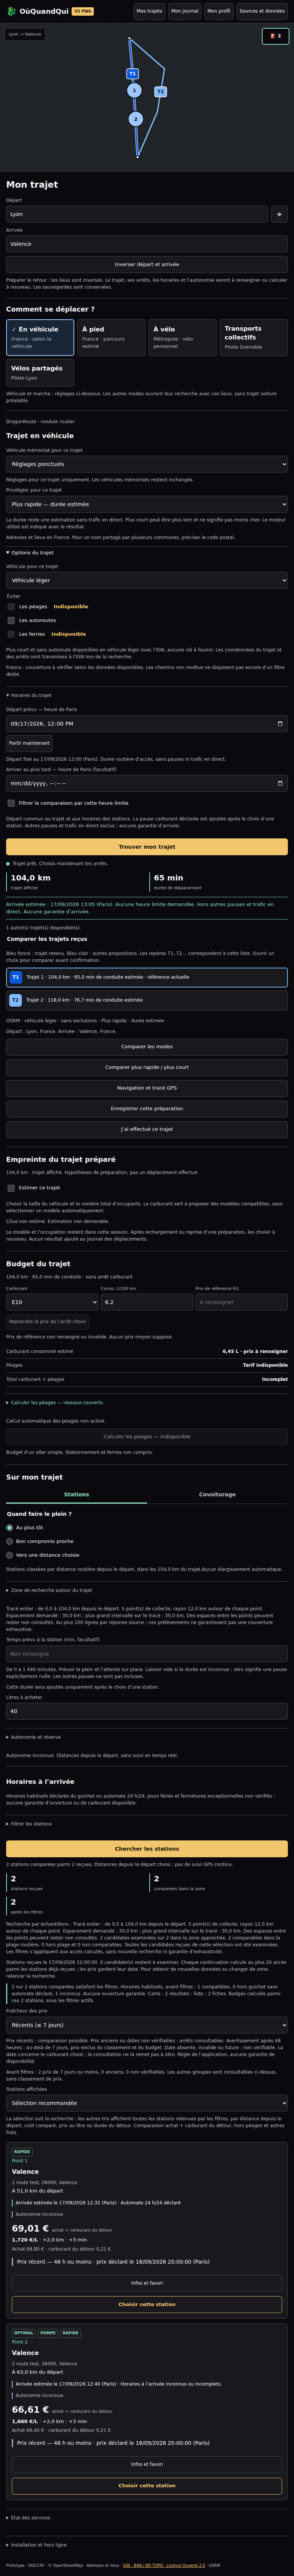 OùQuandQui V3 PWA
Mes trajets
Mon journal
Mon profil
Sources et données
Lyon → Valence
2
T1
1
T2
2
Mon trajet
Départ
Lyon
Arrivée
Valence
Inverser départ et arrivée
Préparer le retour : les lieux sont inversés. Le trajet, ses arrêts, les horaires et l'autonomie seront à renseigner ou calculer
à nouveau. Les sauvegardes sont conservées.
Comment se déplacer ?
✓ En véhicule
France · selon le
véhicule
À pied
France · parcours
estimé
À vélo
Métropole · vélo
personnel
Transports
collectifs
Pilote Grenoble
Vélos partagés
Pilote Lyon
Véhicule et marche : réglages ci-dessous. Les autres modes ouvrent leur recherche avec ces lieux, sans trajet voiture
préalable.
DragonRoute · module routier
Trajet en véhicule
Véhicule mémorisé pour ce trajet
Réglages ponctuels
Réglages pour ce trajet uniquement. Les véhicules mémorisés restent inchangés.
Privilégier pour ce trajet
Plus rapide — durée estimée
La durée reste une estimation sans trafic en direct. Plus court peut être plus lent et ne signifie pas moins cher. Le moteur
utilisé est indiqué avec le résultat.
Adresses et lieux en France. Pour un nom partagé par plusieurs communes, préciser le code postal.
▼ Options du trajet
Véhicule pour ce trajet
Véhicule léger
Éviter
Les péages Indisponible
Les autoroutes
Les ferries Indisponible
Plus court et sans autoroute disponibles en véhicule léger avec l'IGN, aucune clé à fournir. Les coordonnées du trajet et
des arrêts sont transmises à l'IGN lors de la recherche.
France : couverture à vérifier selon les données disponibles. Les chemins non revêtus ne disposent pas encore d'un filtre
dédié.
▼ Horaires du trajet
Départ prévu — heure de Paris
09/17/2026, 12:00 PM
Partir maintenant
Départ fixé au 17/09/2026 12:00 (Paris). Durée routière d'accès, sans pauses ni trafic en direct.
Arriver au plus tard — heure de Paris (facultatif)
mm/dd/yyyy, --:-- --
Filtrer la comparaison par cette heure limite
Départ commun au trajet et aux horaires des stations. La pause carburant déclarée est ajoutée après le choix d'une
station. Autres pauses et trafic en direct exclus ; aucune garantie d'arrivée.
Trouver mon trajet
Trajet prêt. Choisis maintenant tes arrêts.
104,0 km
trajet affiché
65 min
durée de déplacement
Arrivée estimée : 17/09/2026 13:05 (Paris). Aucune heure limite demandée. Hors autres pauses et trafic en
direct. Aucune garantie d'arrivée.
1 autre(s) trajet(s) disponible(s).
Comparer les trajets reçus
Bleu foncé : trajet retenu. Bleu clair : autres propositions. Les repères T1, T2… correspondent à cette liste. Ouvrir un
choix pour comparer avant confirmation.
T1 Trajet 1 · 104,0 km · 65,0 min de conduite estimée · référence actuelle
T2 Trajet 2 · 118,0 km · 76,7 min de conduite estimée
OSRM · véhicule léger · sans exclusions · Plus rapide · durée estimée
Départ : Lyon, France. Arrivée : Valence, France.
Comparer les modes
Comparer plus rapide / plus court
Navigation et tracé GPS
Enregistrer cette préparation
J'ai effectué ce trajet
Empreinte du trajet préparé
104,0 km · trajet affiché. Hypothèses de préparation, pas un déplacement effectué.
Estimer ce trajet
Choisir la taille du véhicule et le nombre total d'occupants. Le carburant sert à proposer des modèles compatibles, sans
sélectionner un modèle automatiquement.
CO₂e non estimé. Estimation non demandée.
Le modèle et l'occupation restent dans cette session. Après rechargement ou reprise d'une préparation, les choisir à
nouveau. Aucun résultat ajouté au journal des déplacements.
Budget du trajet
104,0 km · 65,0 min de conduite · sans arrêt carburant
Carburant
Conso. L/100 km
Prix de référence €/L
E10
6.2
À renseigner
Reprendre le prix de l'arrêt choisi
Prix de référence non renseigné ou invalide. Aucun prix moyen supposé.
Carburant consommé estimé 6,45 L · prix à renseigner
Péages Tarif indisponible
Total carburant + péages Incomplet
▶ Calculer les péages — réseaux couverts
Calcul automatique des péages non activé.
Calculer les péages — indisponible
Budget d'un aller simple. Stationnement et ferries non compris.
Sur mon trajet
Stations
Covoiturage
Quand faire le plein ?
Au plus tôt
Bon compromis proche
Vers une distance choisie
Stations classées par distance routière depuis le départ, dans les 104,0 km du trajet.Aucun élargissement automatique.
▶ Zone de recherche autour du trajet
Tracé entier : de 0,0 à 104,0 km depuis le départ. 5 point(s) de collecte, rayon 12,0 km autour de chaque point.
Espacement demandé : 30,0 km ; plus grand intervalle sur le tracé : 30,0 km. Des espaces entre les points peuvent
rester non consultés. Au plus 100 lignes par réponse source ; ces prélèvements ne garantissent pas une couverture
exhaustive.
Temps prévu à la station (min, facultatif)
Non renseigné
De 0 à 1 440 minutes. Prévoir le plein et l'attente sur place. Laisser vide si la durée est inconnue ; zéro signifie une pause
explicitement nulle. Les autres pauses ne sont pas incluses.
Cette durée sera ajoutée uniquement après le choix d'une station.
Litres à acheter
40
▶ Autonomie et réserve
Autonomie inconnue. Distances depuis le départ, sans suivi en temps réel.
Horaires à l'arrivée
Horaires habituels déclarés du guichet ou automate 24 h/24. Jours fériés et fermetures exceptionnelles non vérifiés ;
aucune garantie d'ouverture ou de carburant disponible.
▶ Filtrer les stations
Chercher les stations
2 stations comparées parmi 2 reçues. Distances depuis le départ choisi ; pas de suivi GPS continu.
2
stations reçues
2
comparées dans la zone
2
après les filtres
Recherche par échantillons : Tracé entier : de 0,0 à 104,0 km depuis le départ. 5 point(s) de collecte, rayon 12,0 km
autour de chaque point. Espacement demandé : 30,0 km ; plus grand intervalle sur le tracé : 30,0 km. Des espaces entre
les points peuvent rester non consultés. 2 candidates examinées sur 2 dans la zone approchée. 2 comparables dans la
plage routière, 0 hors plage et 0 non comparables. Toutes les candidates reçues de cette sélection ont été examinées.
Les filtres s'appliquent aux accès calculés, sans nouvelle recherche ni garantie d'exhaustivité.
Stations reçues le 17/09/2026 12:00:00. 0 candidate(s) restent à examiner. Chaque continuation calcule au plus 20 accès
parmi les stations déjà reçues ; les prix gardent leur date. Pour obtenir de nouvelles données ou changer de zone,
relancer la recherche.
2 sur 2 stations comparées satisfont les filtres. Horaires habituels, avant filtres : 1 compatibles, 0 hors guichet sans
automate déclaré, 1 inconnus. Aucune ouverture garantie. Carte : 2 résultats ; liste : 2 fiches. Badges calculés parmi
ces 2 stations, sous les filtres actifs.
Fraîcheur des prix
Récents (≤ 7 jours)
Prix récents : comparaison possible. Prix anciens ou dates non vérifiables : arrêts consultables. Avertissement après 48
heures ; au-delà de 7 jours, prix exclus du classement et du budget. Date absente, invalide ou future : non vérifiable. La
date concerne le carburant choisi ; la consultation ne la remet pas à zéro. Règle de l'application, aucune garantie de
disponibilité.
Avant filtres : 2 prix de 7 jours ou moins, 0 anciens, 0 non vérifiables. Les autres groupes sont consultables ci-dessus,
sans classement de prix.
Stations affichées
Sélection recommandée
La sélection suit la recherche ; les autres tris affichent toutes les stations retenues par les filtres, par distance depuis le
départ, coût comparé, prix au litre ou durée du détour. Comparaison achat + carburant du détour, hors péages et autres
frais.
RAPIDE
Point 1
Valence
1 route test, 26000, Valence
À 51,0 km du départ
Arrivée estimée le 17/09/2026 12:32 (Paris) · Automate 24 h/24 déclaré
Autonomie inconnue
69,01 € achat + carburant du détour
1,720 €/L · +2,0 km · +3 min
Achat 68,80 € · carburant du détour 0,21 €
Prix récent — 48 h ou moins · prix déclaré le 16/09/2026 20:00:00 (Paris)
Infos et favori
Choisir cette station
OPTIMAL POMPE RAPIDE
Point 2
Valence
2 route test, 26000, Valence
À 63,0 km du départ
Arrivée estimée le 17/09/2026 12:40 (Paris) · Horaires à l'arrivée inconnus ou incomplets.
Autonomie inconnue
66,61 € achat + carburant du détour
1,660 €/L · +2,0 km · +3 min
Achat 66,40 € · carburant du détour 0,21 €
Prix récent — 48 h ou moins · prix déclaré le 16/09/2026 20:00:00 (Paris)
Infos et favori
Choisir cette station
▶ État des services
▶ Installation et hors ligne
Prototype · DGCCRF · © OpenStreetMap · Adresses et lieux : IGN · BAN / BD TOPO · Licence Ouverte 2.0 · OSRM